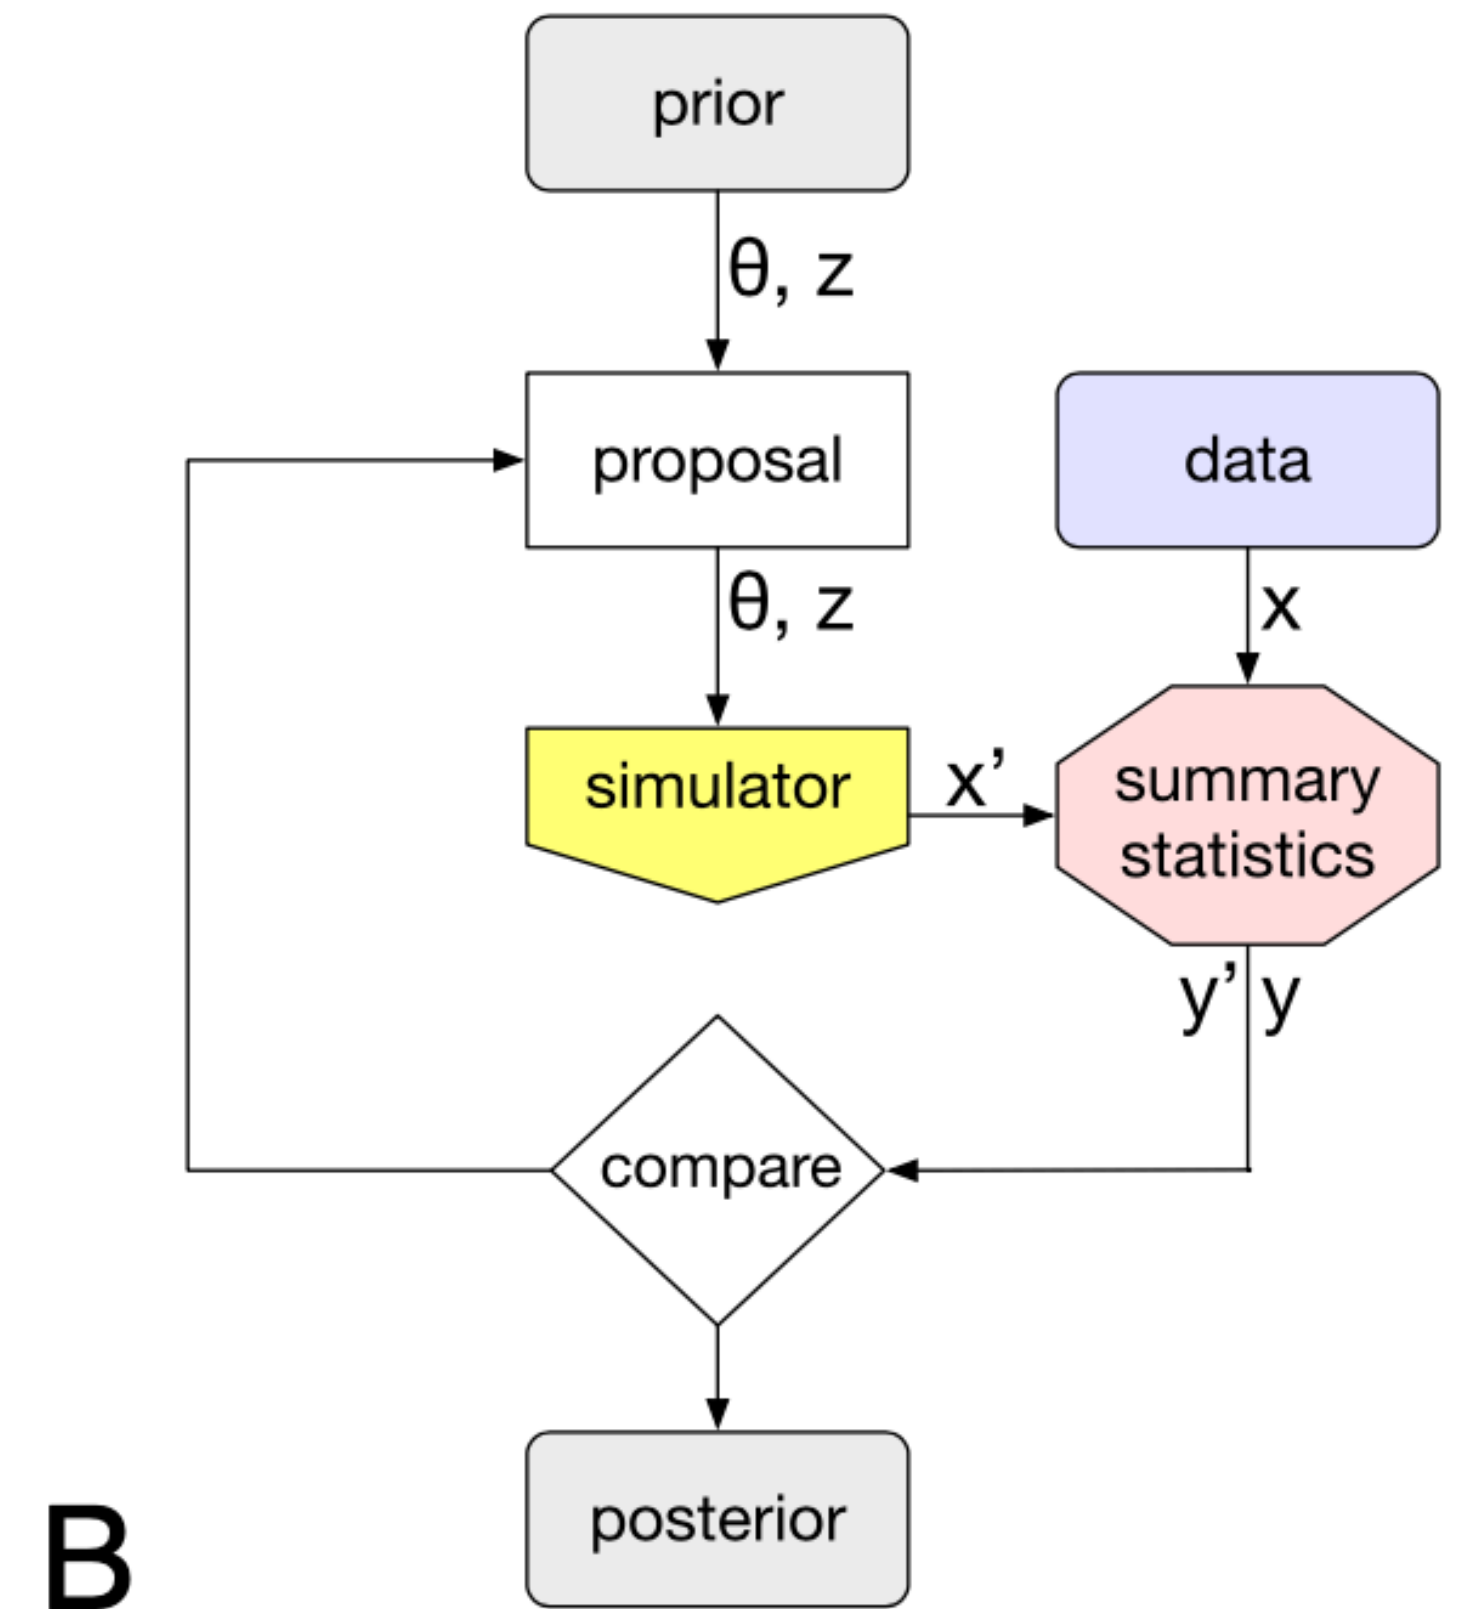 prior
θ, z
proposal
data
θ, z
x
simulator
x’
summary
statistics
y’ y
compare
posterior
B